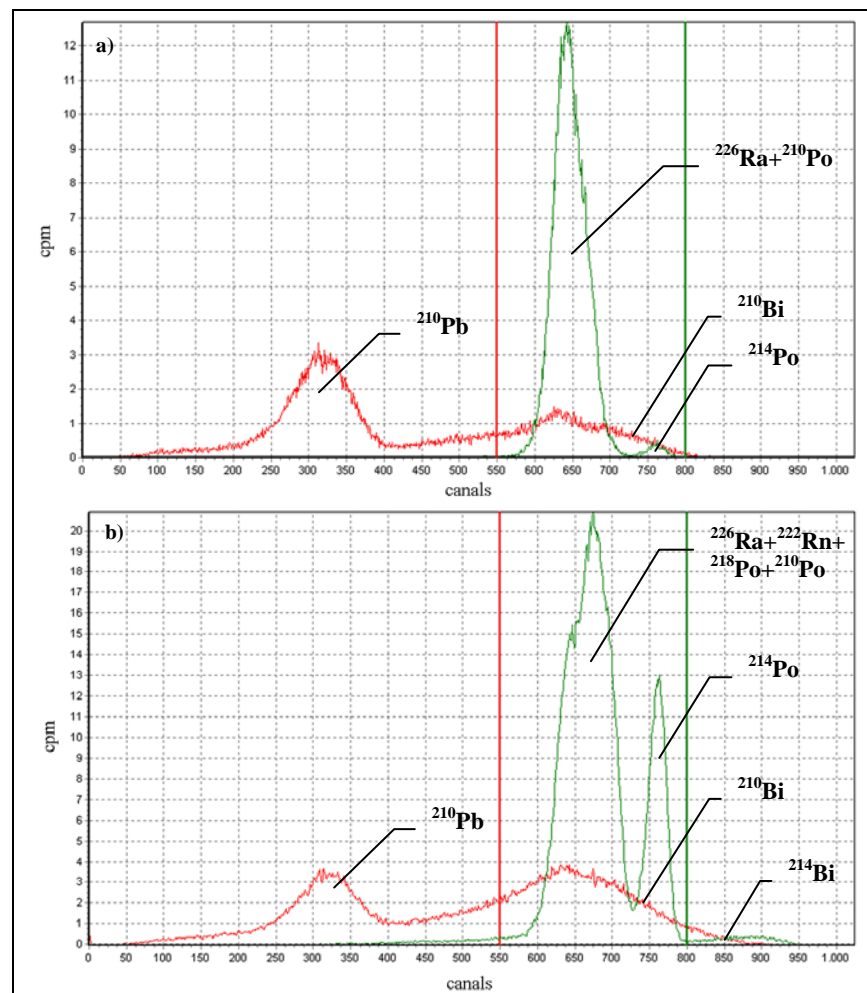 a)
12
11
10
9
8
7
6
5
4
3
2
1
0
cpm
²²⁶Ra+²¹⁰Po
²¹⁰Bi
²¹⁴Po
²¹⁰Pb
0 50 100 150 200 250 300 350 400 450 500 550 600 650 700 750 800 850 900 950 1.000
canals
b)
20
19
18
17
16
15
14
13
12
11
10
9
8
7
6
5
4
3
2
1
0
cpm
²²⁶Ra+²²²Rn+
²¹⁸Po+²¹⁰Po
²¹⁴Po
²¹⁰Bi
²¹⁰Pb
²¹⁴Bi
0 50 100 150 200 250 300 350 400 450 500 550 600 650 700 750 800 850 900 950 1.000
canals